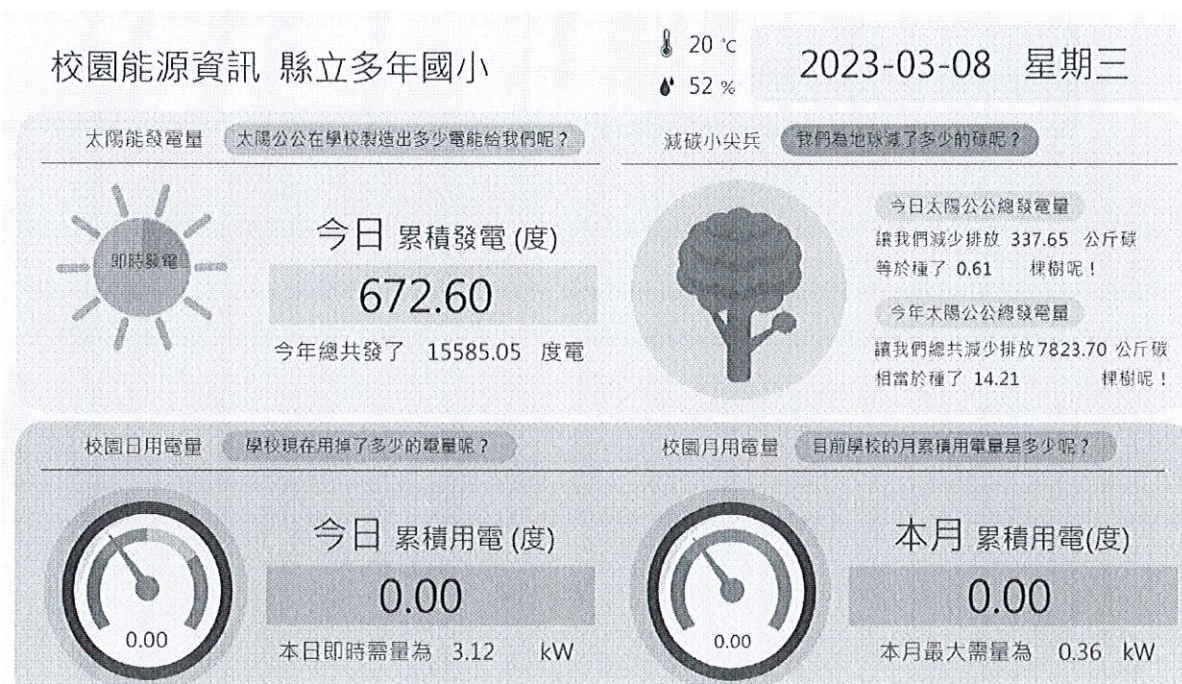 校園能源資訊 縣立多年國小
20 °C
52 %
2023-03-08 星期三
太陽能發電量 太陽公公在學校製造出多少電能給我們呢？
即時發電
今日 累積發電 (度)
672.60
今年總共發了 15585.05 度電
減碳小尖兵 我們為地球減了多少的碳呢？
今日太陽公公總發電量
讓我們減少排放 337.65 公斤碳
等於種了 0.61 棵樹呢！
今年太陽公公總發電量
讓我們總共減少排放7823.70 公斤碳
相當於種了 14.21 棵樹呢！
校園日用電量 學校現在用掉了多少的電量呢？
0.00
今日 累積用電 (度)
0.00
本日即時需量為 3.12 kW
校園月用電量 目前學校的月累積用電量是多少呢？
0.00
本月 累積用電(度)
0.00
本月最大需量為 0.36 kW